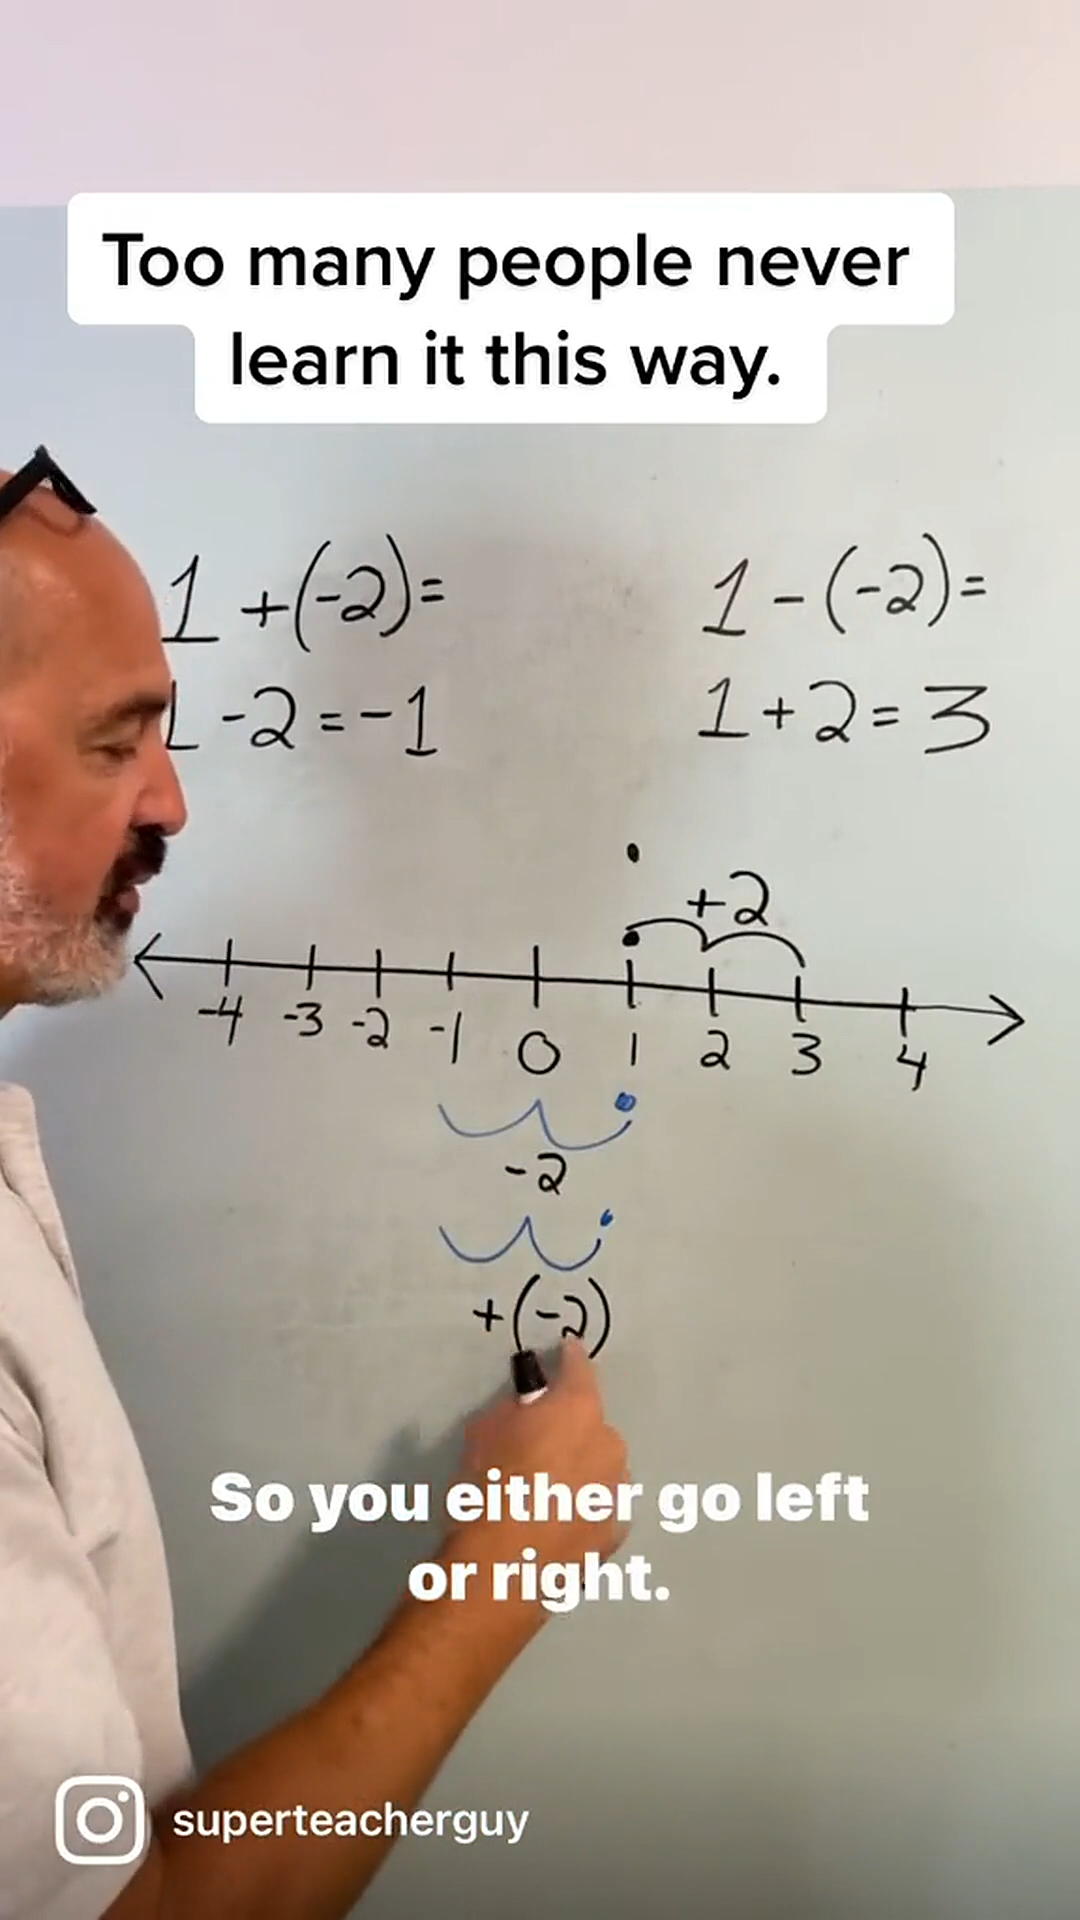 Too many people never
learn it this way.
1 +(-2)=
1 - (-2)=
1 -2 = -1
1 + 2 = 3
+2
-4 -3 -2 -1 0 1 2 3 4
-2
+(-2)
So you either go left
or right.
superteacherguy